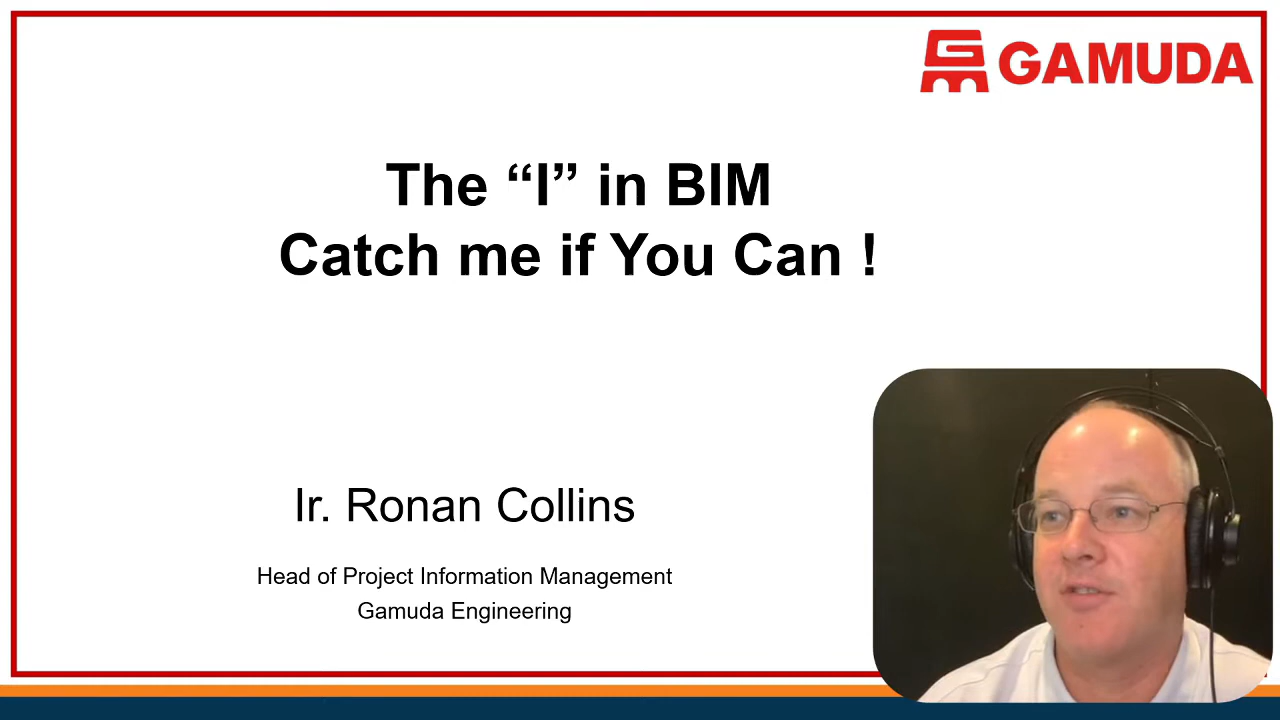 GAMUDA
The “I” in BIM
Catch me if You Can !
Ir. Ronan Collins
Head of Project Information Management
Gamuda Engineering